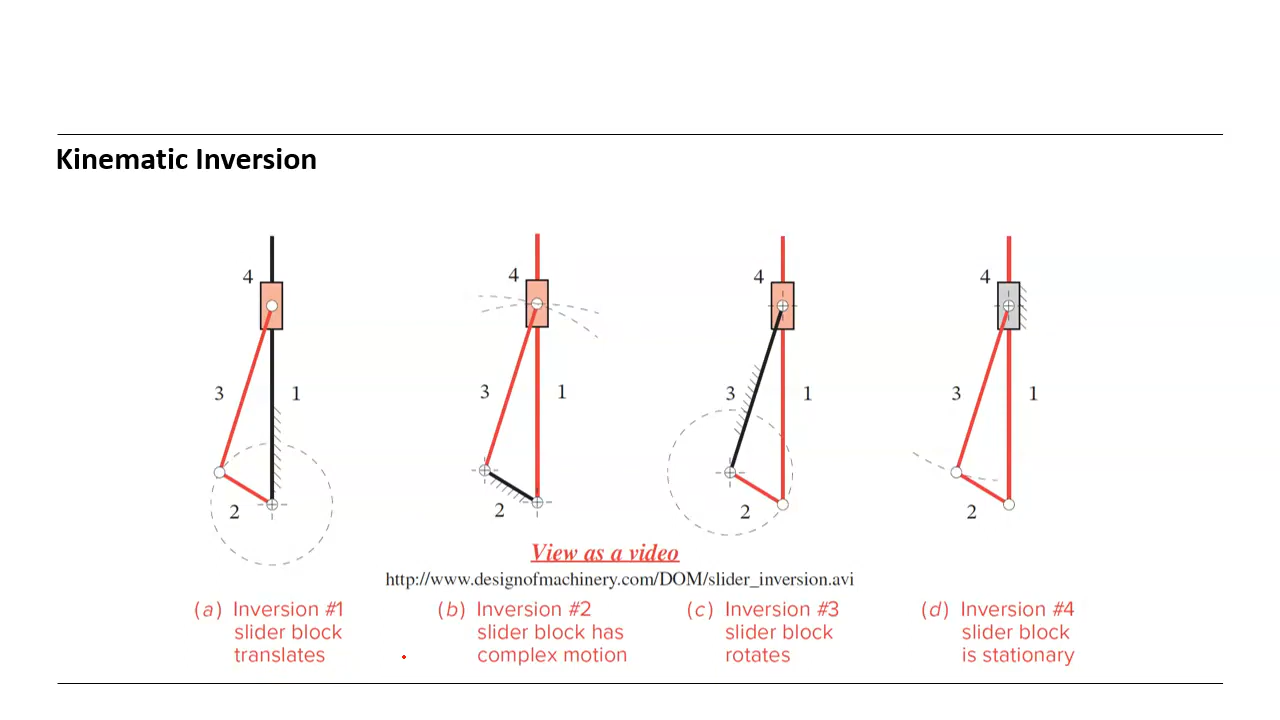 Kinematic Inversion
4
3
1
2
4
3
1
2
4
3
1
2
4
3
1
2
View as a video
http://www.designofmachinery.com/DOM/slider_inversion.avi
(a) Inversion #1
slider block
translates
(b) Inversion #2
slider block has
complex motion
(c) Inversion #3
slider block
rotates
(d) Inversion #4
slider block
is stationary